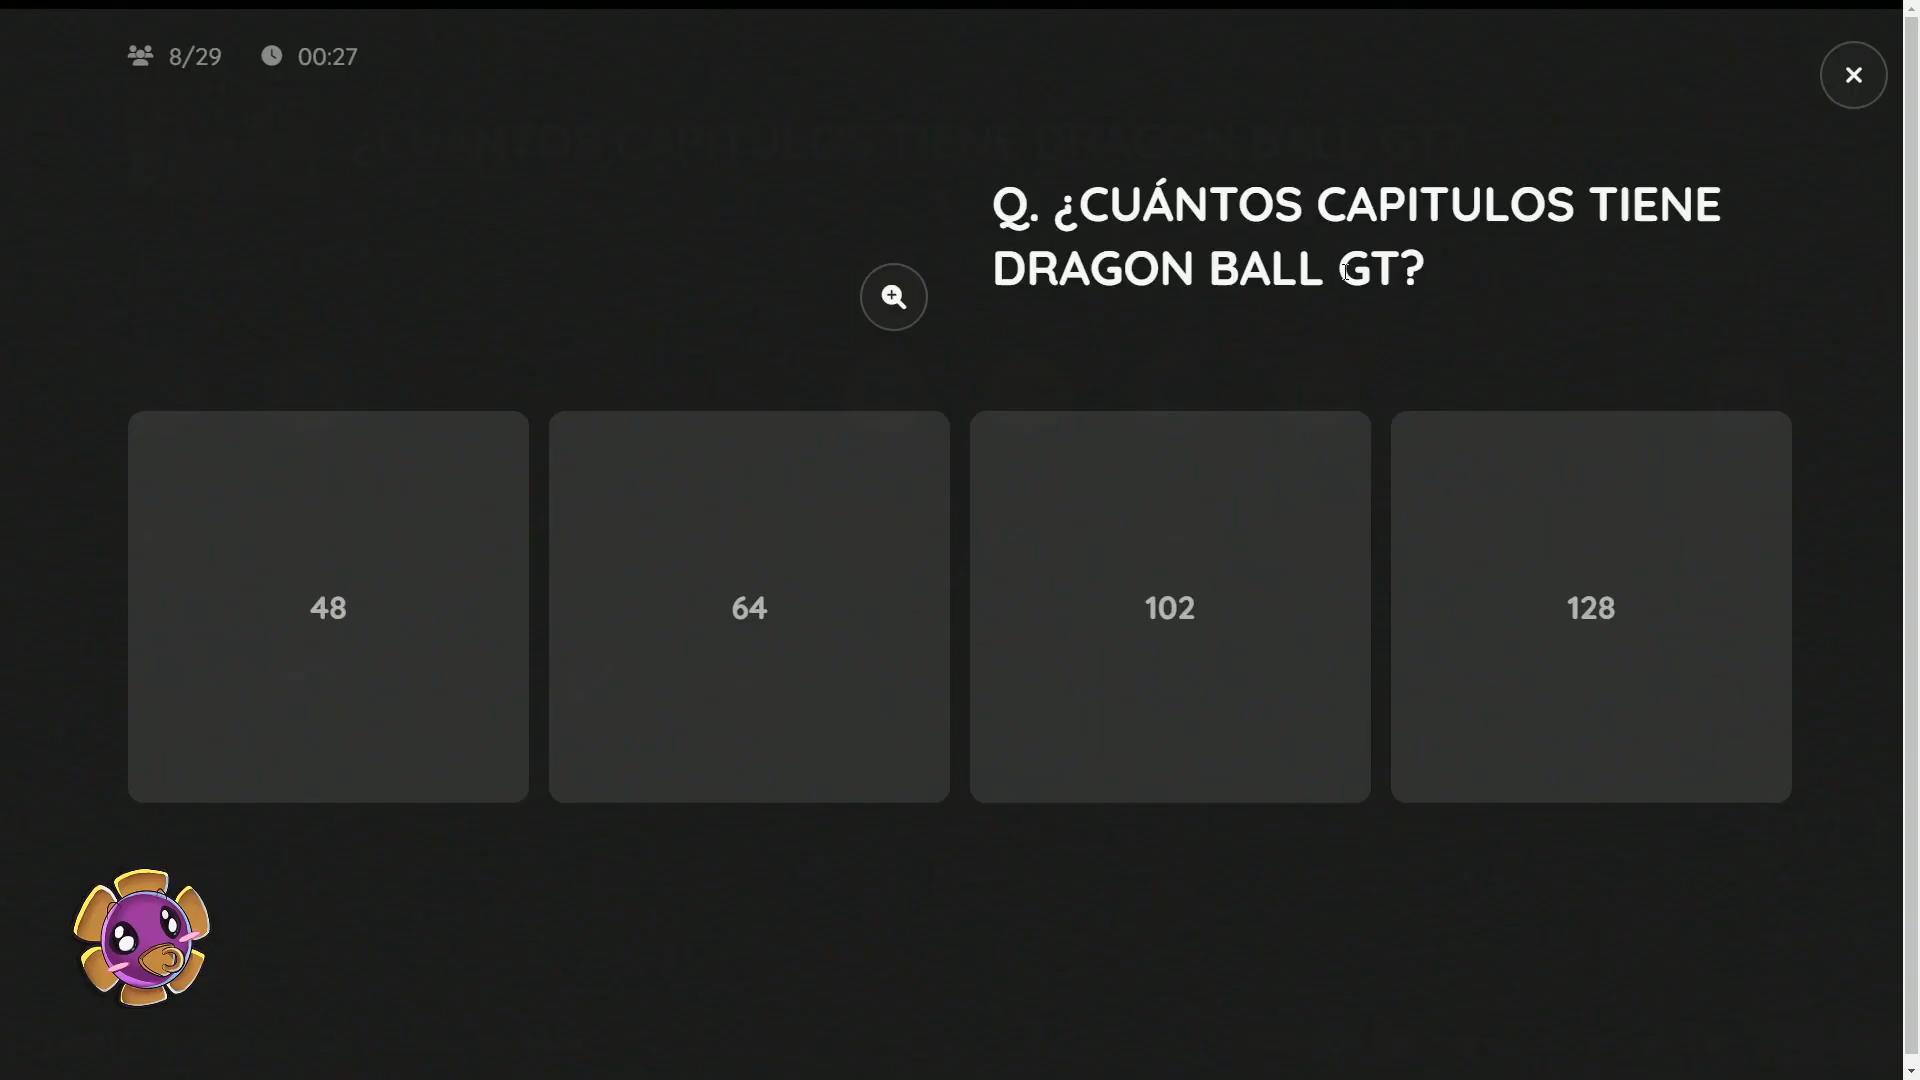 8/29 00:27
Q. ¿CUÁNTOS CAPITULOS TIENE
DRAGON BALL GT?
48 64 102 128